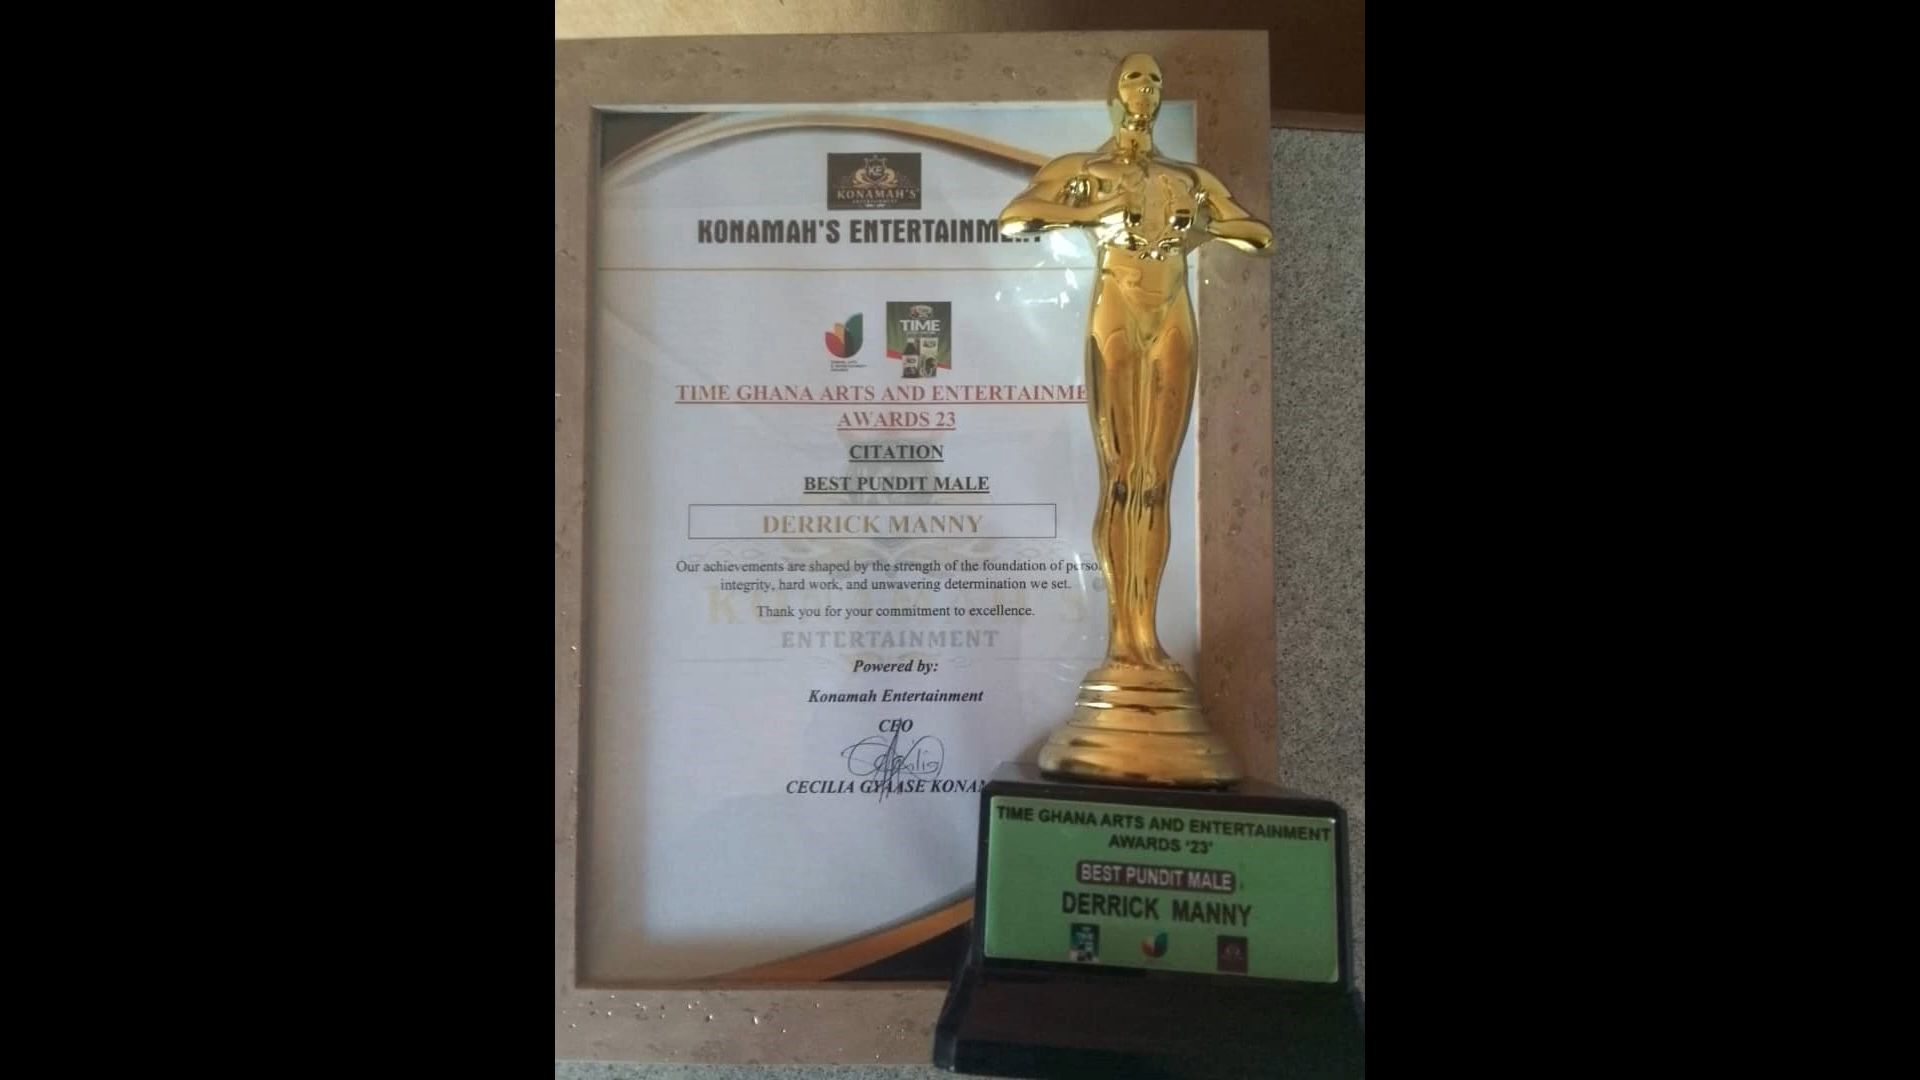 KE
KONAMAH'S
ENTERTAINMENT
KONAMAH'S ENTERTAINM
TIME
TIME GHANA ARTS AND ENTERTAINME
AWARDS 23
CITATION
BEST PUNDIT MALE
DERRICK MANNY
Our achievements are shaped by the strength of the foundation of perso
integrity, hard work, and unwavering determination we set.
Thank you for your commitment to excellence.
ENTERTAINMENT
Powered by:
Konamah Entertainment
CEO
CECILIA GYAASE KONA
TIME GHANA ARTS AND ENTERTAINMENT
AWARDS '23'
BEST PUNDIT MALE
DERRICK MANNY